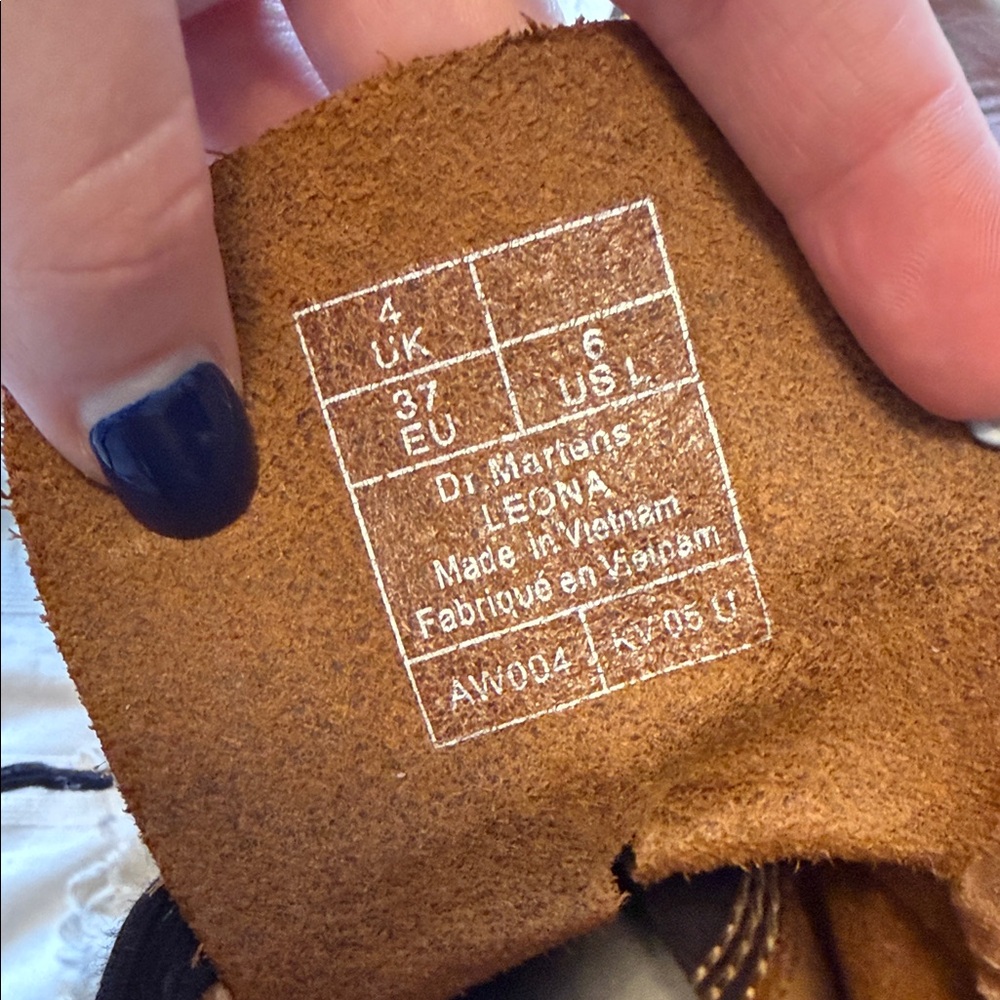 4
UK
37
EU
6
US L
Dr. Martens
LEONA
Made in Vietnam
Fabriqué en Vietnam
AW004
KV 05 U